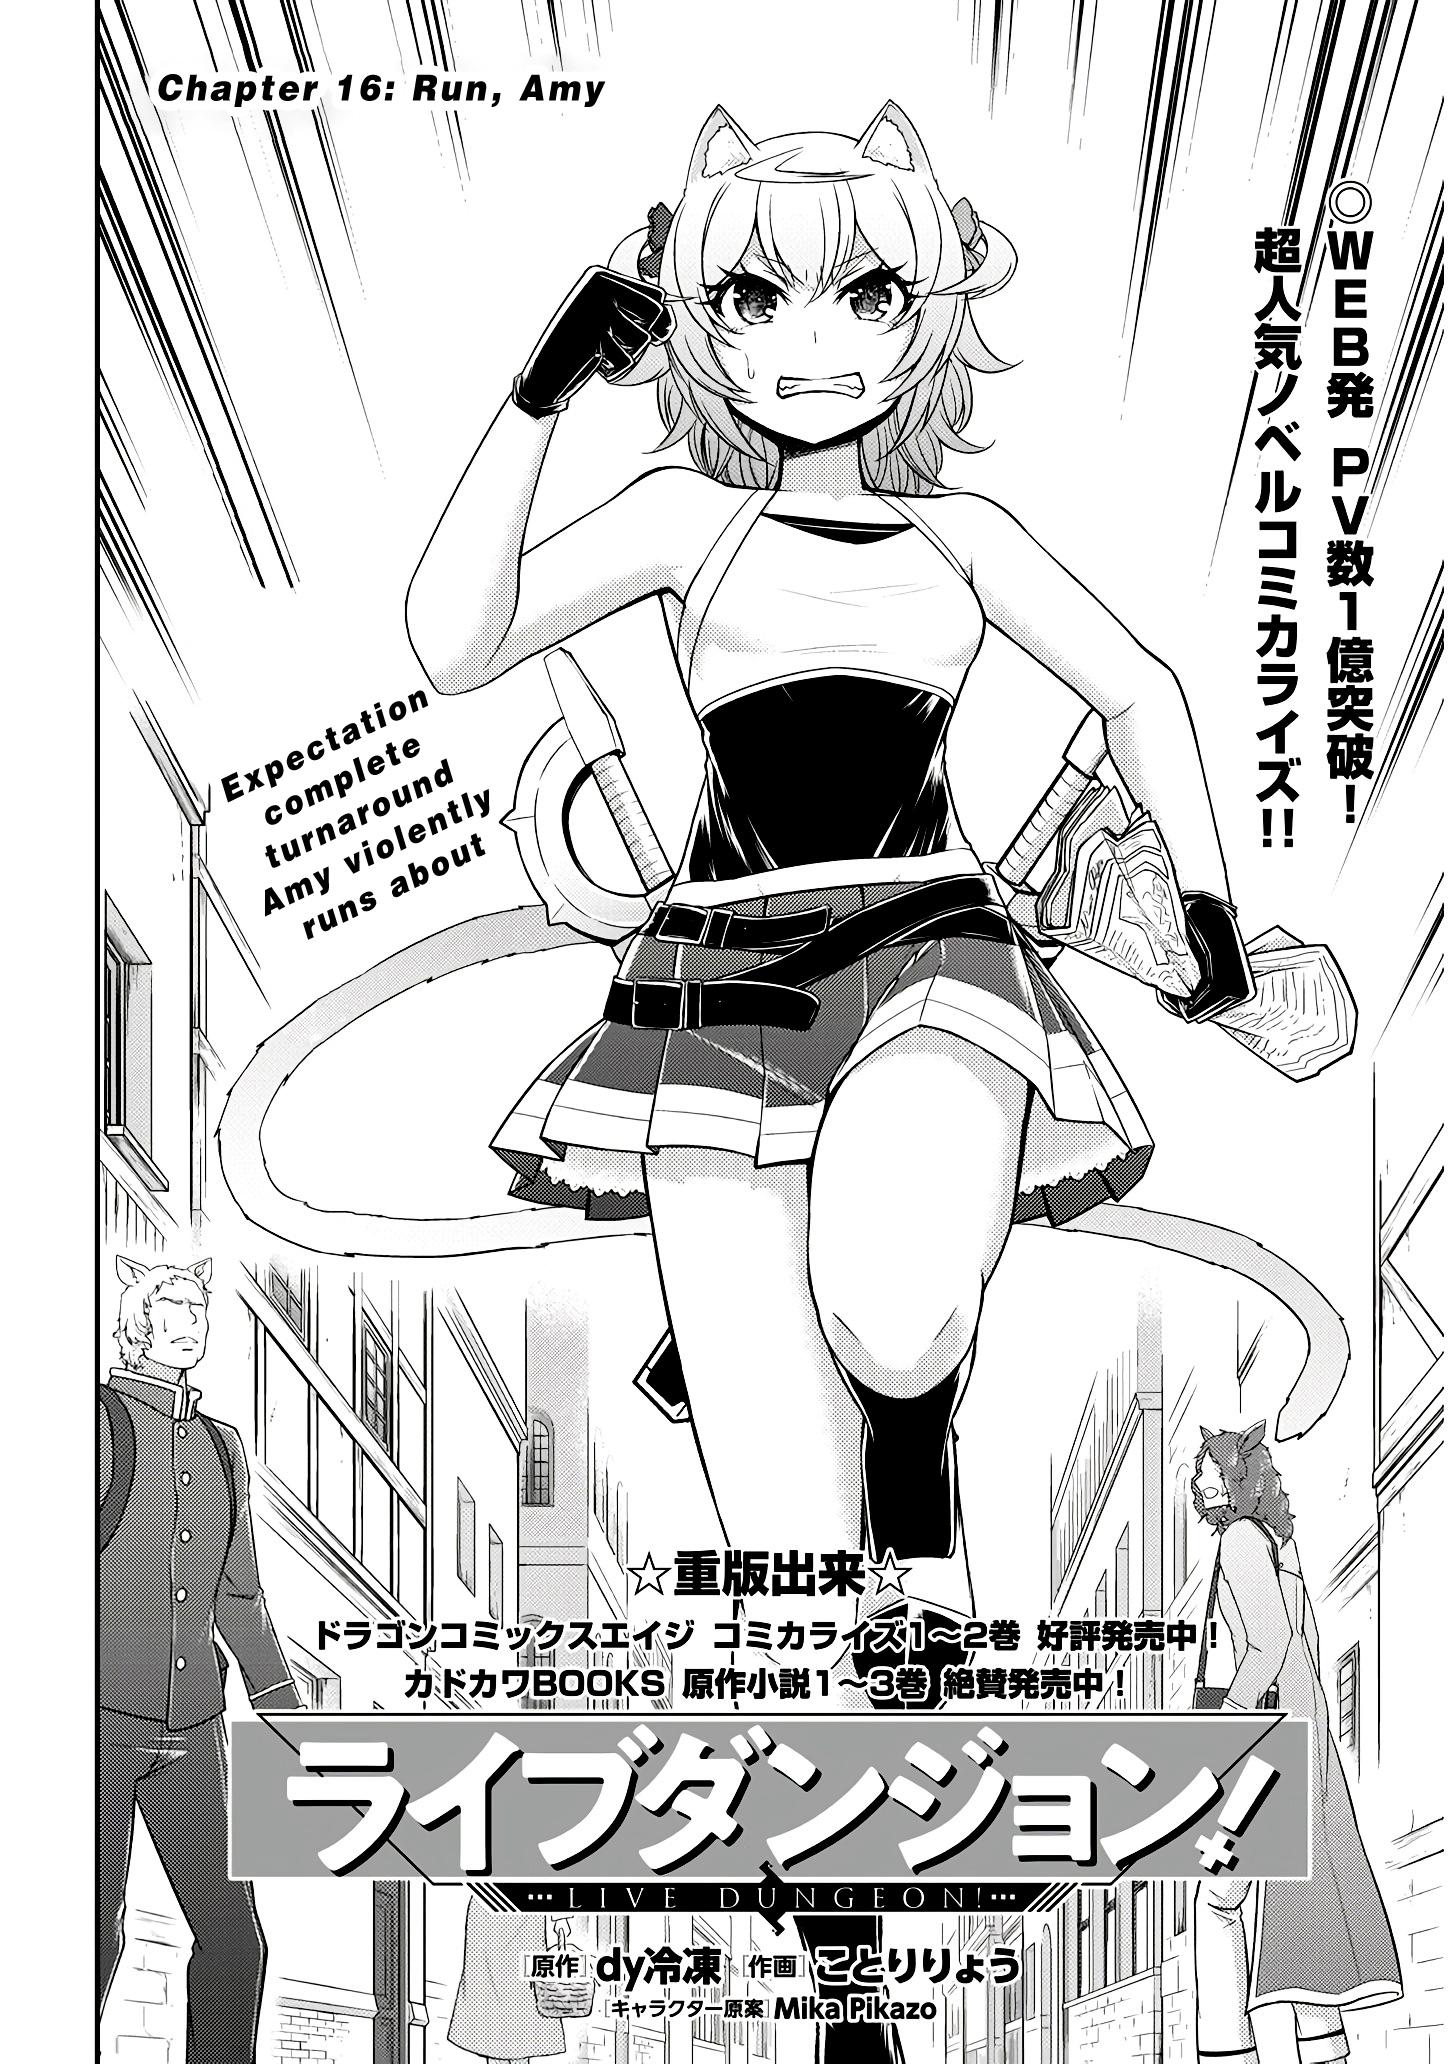 Chapter 16: Run, Amy
◎WEB発 PV数1億突破！
超人気ノベルコミカライズ!!
Expectation
complete
turnaround
Amy violently
runs about
☆重版出来☆
ドラゴンコミックスエイジ コミカライズ1〜2巻 好評発売中！
カドカワBOOKS 原作小説1〜3巻 絶賛発売中！
ライブダンジョン！
…LIVE DUNGEON!…
［原作］dy冷凍 ［作画］ことりりょう
［キャラクター原案］Mika Pikazo